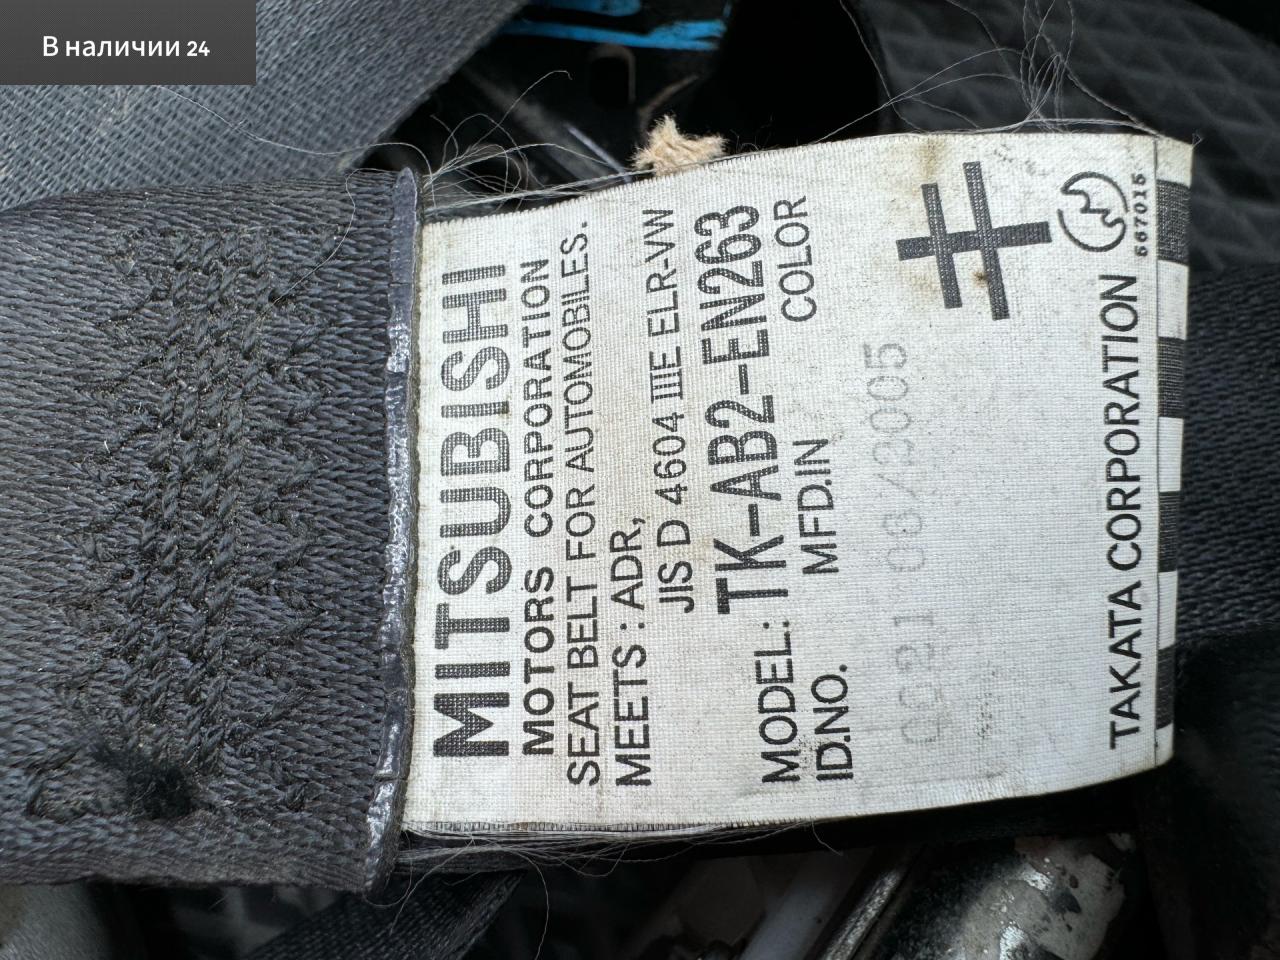 В наличии 24
MITSUBISHI
MOTORS CORPORATION
SEAT BELT FOR AUTOMOBILES.
MEETS : ADR,
JIS D 4604 IIIE ELR-VW
MODEL: TK-AB2-EN263
ID.NO. MFD.IN COLOR
/2005
TAKATA CORPORATION
667015